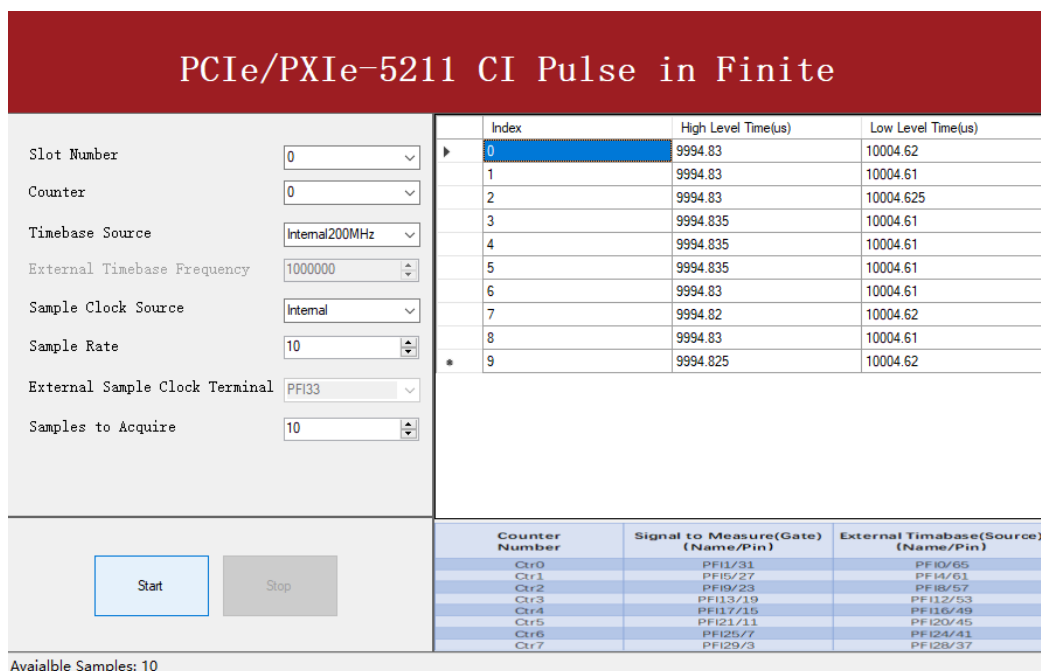 PCIe/PXIe-5211 CI Pulse in Finite
Slot Number 0
Counter 0
Timebase Source Internal200MHz
External Timebase Frequency 1000000
Sample Clock Source Internal
Sample Rate 10
External Sample Clock Terminal PFI33
Samples to Acquire 10
Index High Level Time(us) Low Level Time(us)
0 9994.83 10004.62
1 9994.83 10004.61
2 9994.83 10004.625
3 9994.835 10004.61
4 9994.835 10004.61
5 9994.835 10004.61
6 9994.83 10004.61
7 9994.82 10004.62
8 9994.83 10004.61
9 9994.825 10004.62
Start Stop
Counter Signal to Measure(Gate) External Timabase(Source)
Number (Name/Pin) (Name/Pin)
Ctr0 PFI1/31 PFI0/65
Ctr1 PFI5/27 PFI4/61
Ctr2 PFI9/23 PFI8/57
Ctr3 PFI13/19 PFI12/53
Ctr4 PFI17/15 PFI16/49
Ctr5 PFI21/11 PFI20/45
Ctr6 PFI25/7 PFI24/41
Ctr7 PFI29/3 PFI28/37
Avaialble Samples: 10